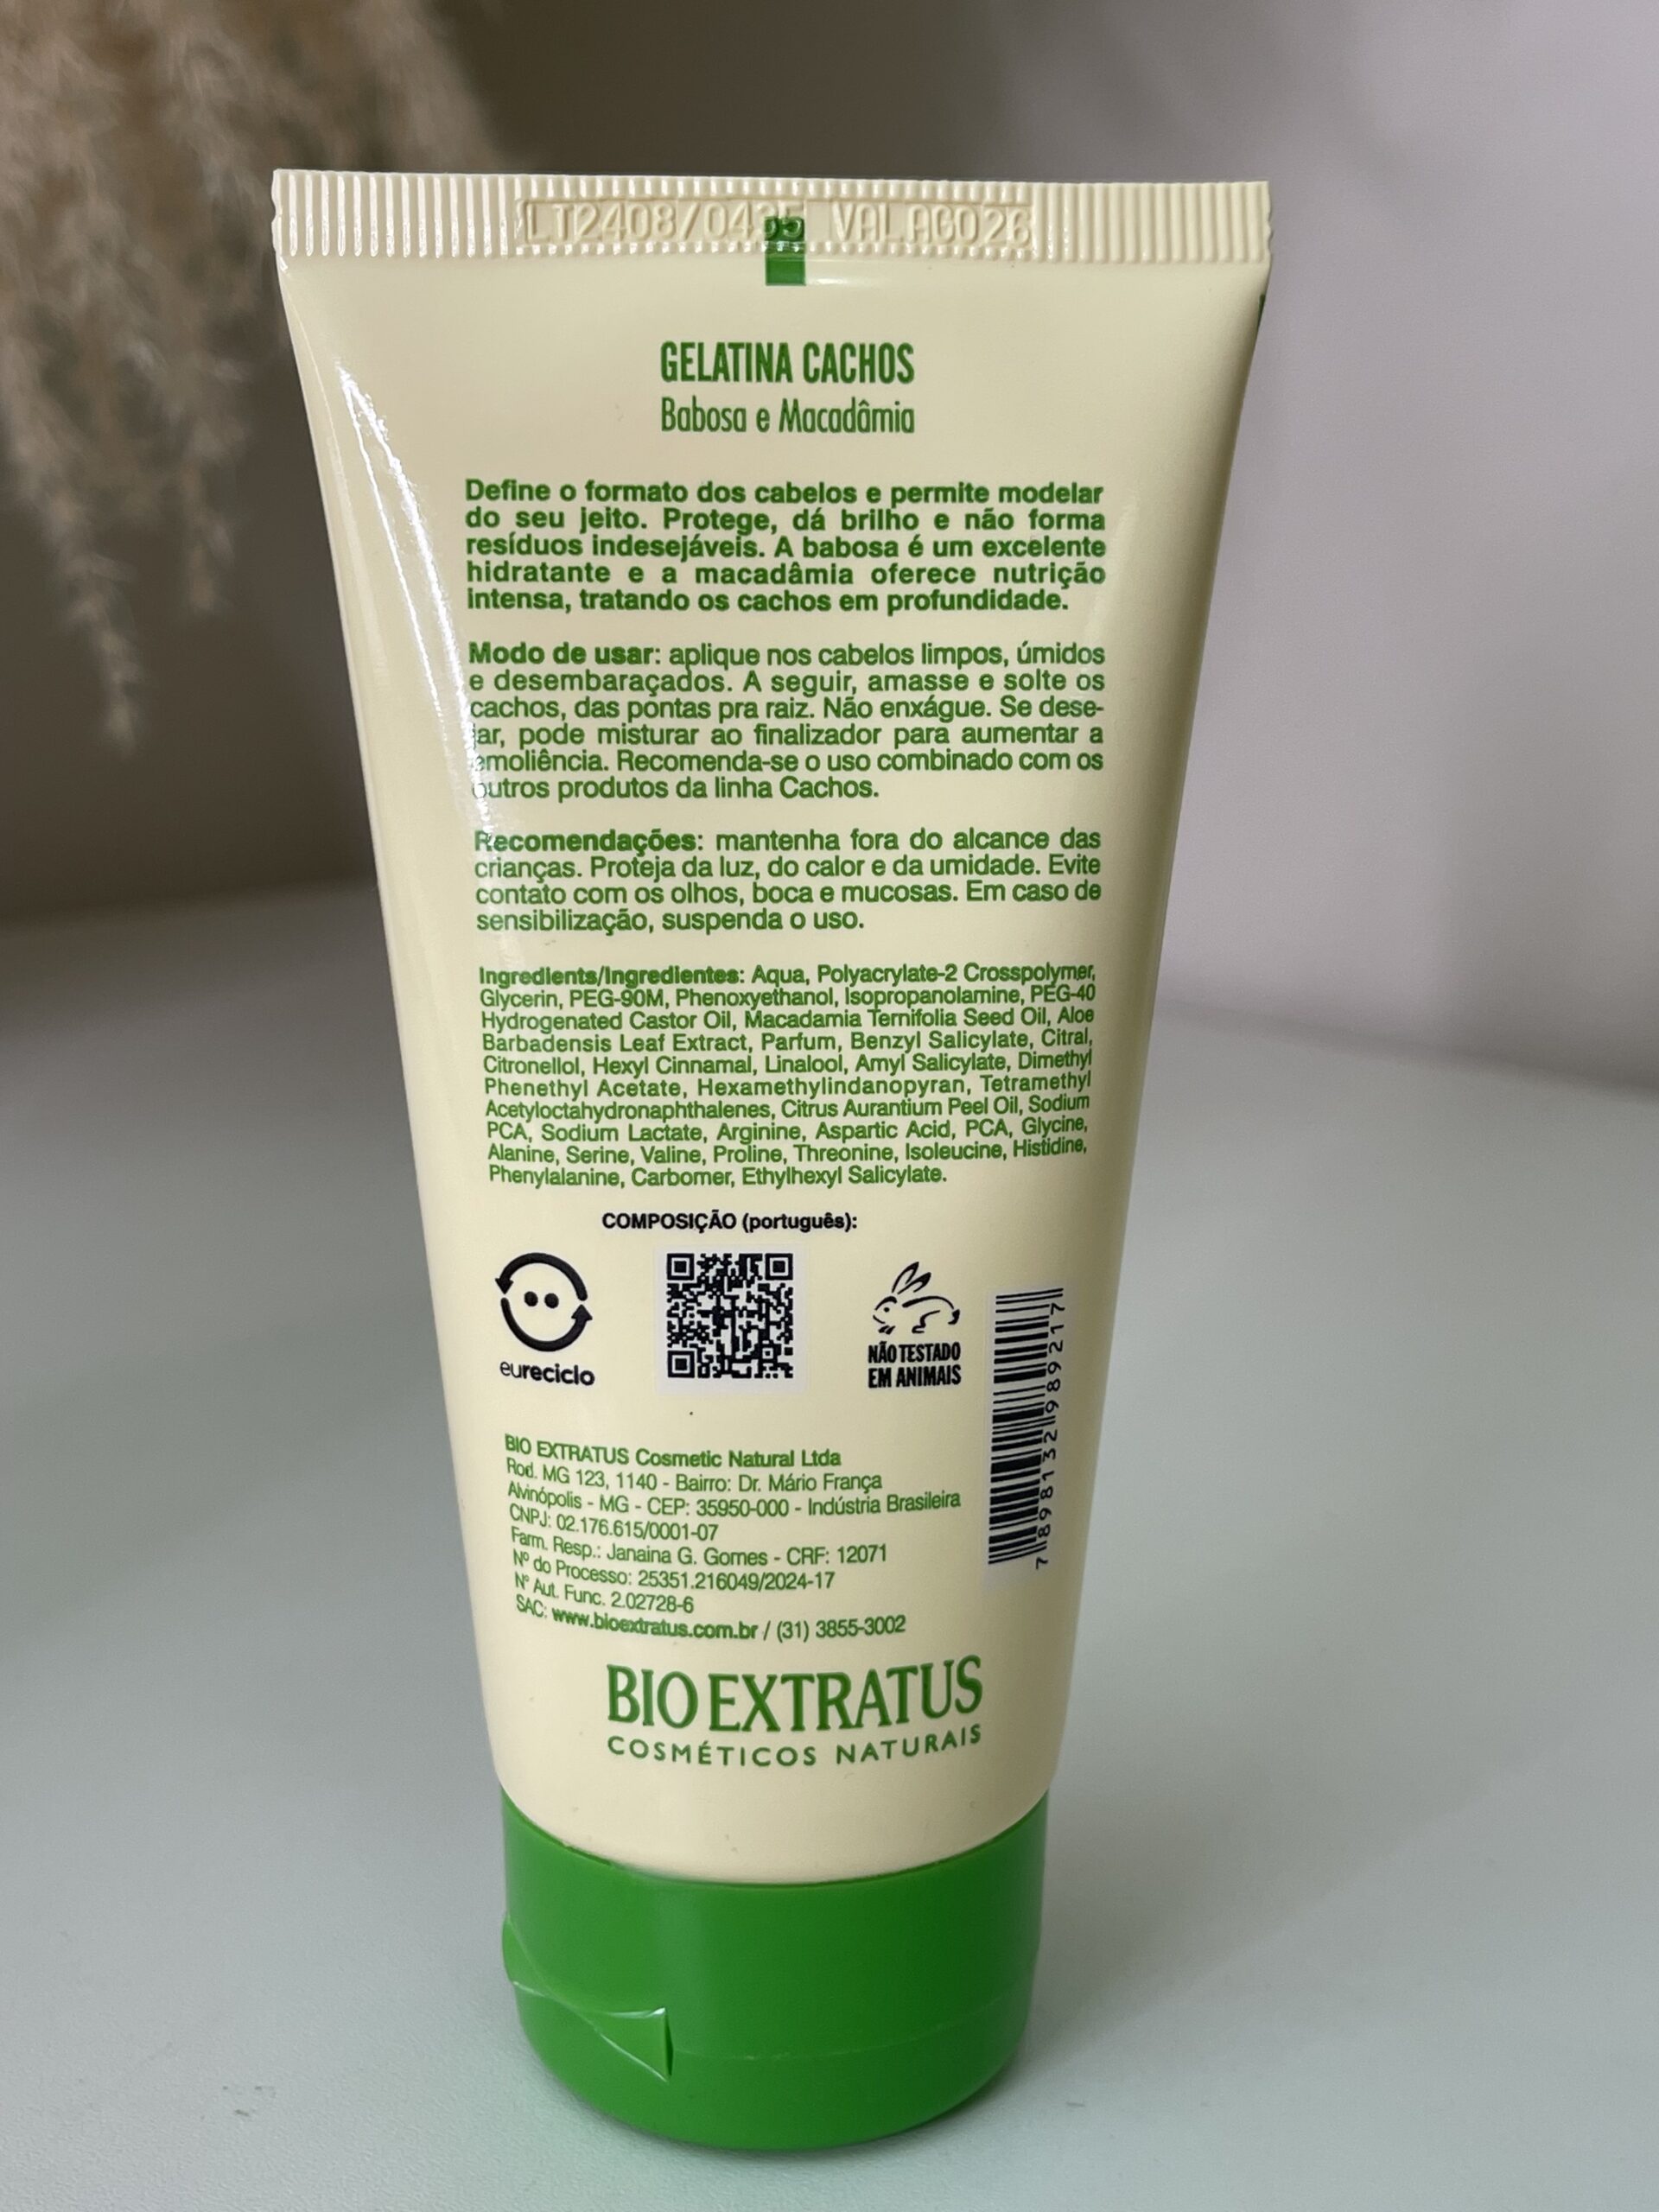 LT2408/0435 VAL AGO26
GELATINA CACHOS
Babosa e Macadâmia
Define o formato dos cabelos e permite modelar
do seu jeito. Protege, dá brilho e não forma
resíduos indesejáveis. A babosa é um excelente
hidratante e a macadâmia oferece nutrição
intensa, tratando os cachos em profundidade.
Modo de usar: aplique nos cabelos limpos, úmidos
e desembaraçados. A seguir, amasse e solte os
cachos, das pontas pra raiz. Não enxágue. Se dese-
jar, pode misturar ao finalizador para aumentar a
emoliência. Recomenda-se o uso combinado com os
outros produtos da linha Cachos.
Recomendações: mantenha fora do alcance das
crianças. Proteja da luz, do calor e da umidade. Evite
contato com os olhos, boca e mucosas. Em caso de
sensibilização, suspenda o uso.
Ingredients/Ingredientes: Aqua, Polyacrylate-2 Crosspolymer,
Glycerin, PEG-90M, Phenoxyethanol, Isopropanolamine, PEG-40
Hydrogenated Castor Oil, Macadamia Ternifolia Seed Oil, Aloe
Barbadensis Leaf Extract, Parfum, Benzyl Salicylate, Citral,
Citronellol, Hexyl Cinnamal, Linalool, Amyl Salicylate, Dimethyl
Phenethyl Acetate, Hexamethylindanopyran, Tetramethyl
Acetyloctahydronaphthalenes, Citrus Aurantium Peel Oil, Sodium
PCA, Sodium Lactate, Arginine, Aspartic Acid, PCA, Glycine,
Alanine, Serine, Valine, Proline, Threonine, Isoleucine, Histidine,
Phenylalanine, Carbomer, Ethylhexyl Salicylate.
COMPOSIÇÃO (português):
eureciclo
NÃO TESTADO
EM ANIMAIS
7898132989217
BIO EXTRATUS Cosmetic Natural Ltda
Rod. MG 123, 1140 - Bairro: Dr. Mário França
Alvinópolis - MG - CEP: 35950-000 - Indústria Brasileira
CNPJ: 02.176.615/0001-07
Farm. Resp.: Janaina G. Gomes - CRF: 12071
Nº do Processo: 25351.216049/2024-17
Nº Aut. Func. 2.02728-6
SAC: www.bioextratus.com.br / (31) 3855-3002
BIO EXTRATUS
COSMÉTICOS NATURAIS